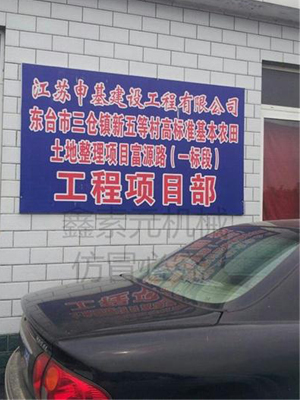 江苏申基建设工程有限公司
东台市三仓镇新五等村高标准基本农田
土地整理项目富源路（一标段）
工程项目部
鑫素元机械
仿冒必究